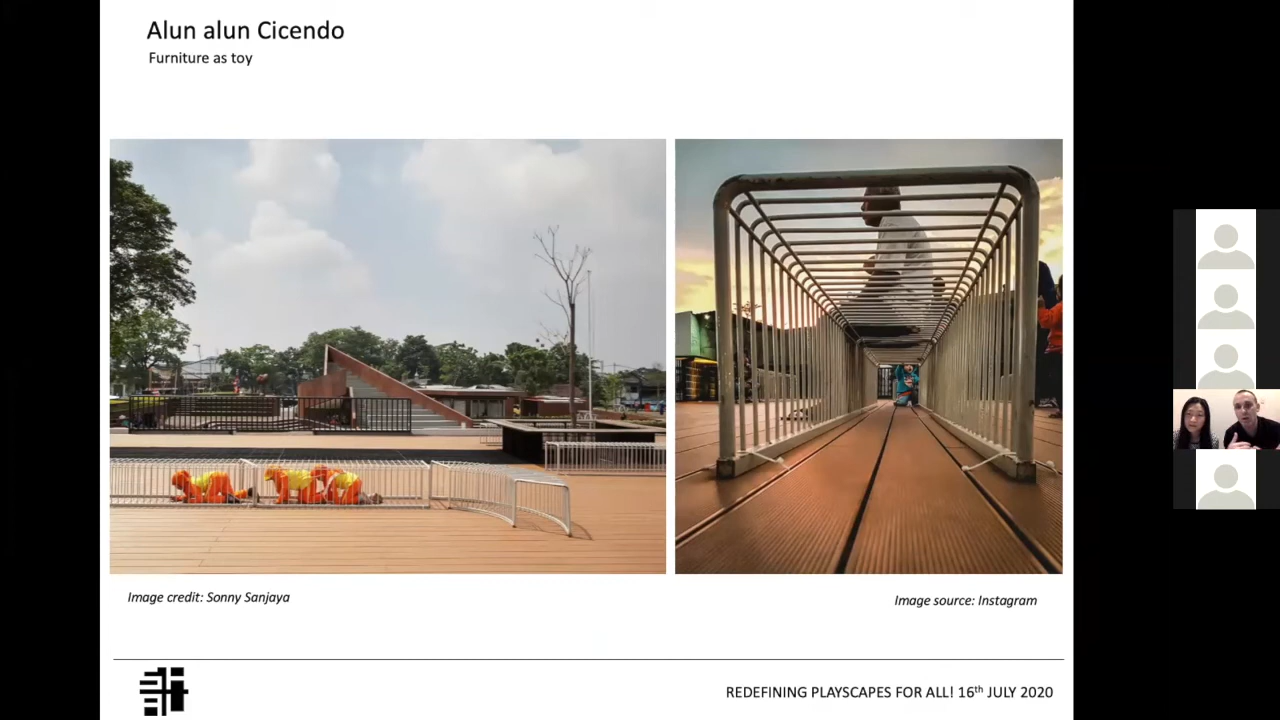 Alun alun Cicendo
Furniture as toy
Image credit: Sonny Sanjaya
Image source: Instagram
REDEFINING PLAYSCAPES FOR ALL! 16th JULY 2020